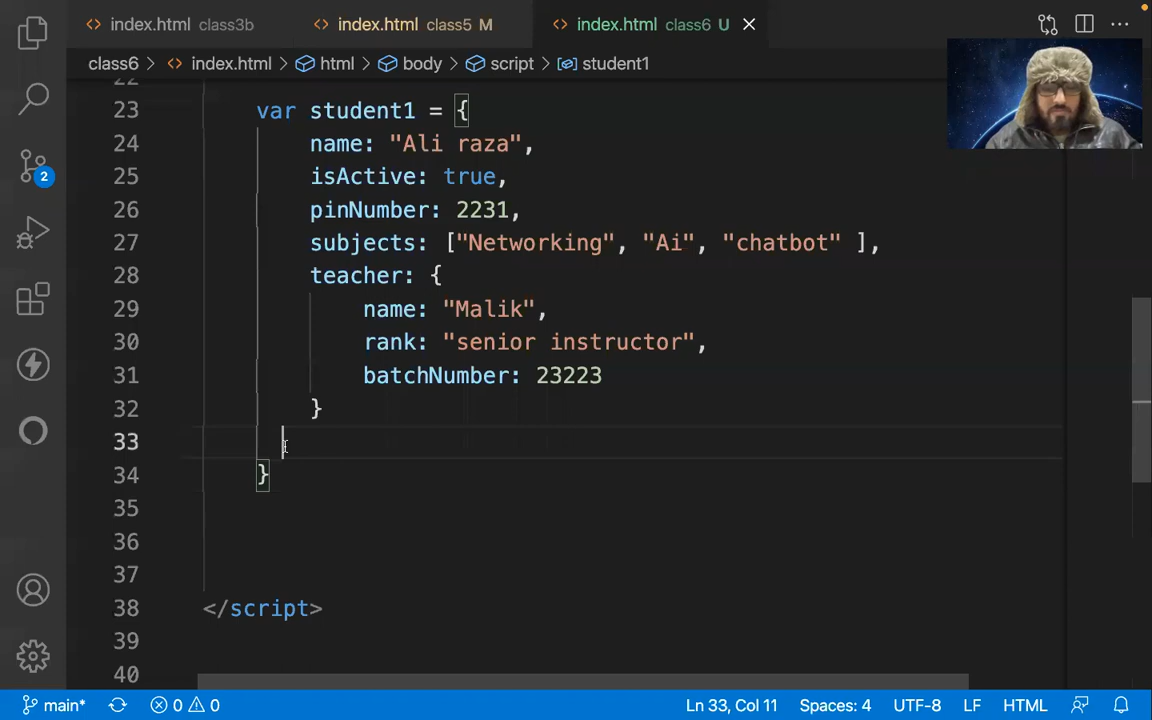 index.html class3b
index.html class5 M
index.html class6 U
class6 > index.html > html > body > script > student1
22
23 var student1 = {
24 name: "Ali raza",
25 isActive: true,
26 pinNumber: 2231,
27 subjects: ["Networking", "Ai", "chatbot" ],
28 teacher: {
29 name: "Malik",
30 rank: "senior instructor",
31 batchNumber: 23223
32 }
33
34 }
35
36
37
38 </script>
39
40
2
main* 0 0 Ln 33, Col 11 Spaces: 4 UTF-8 LF HTML